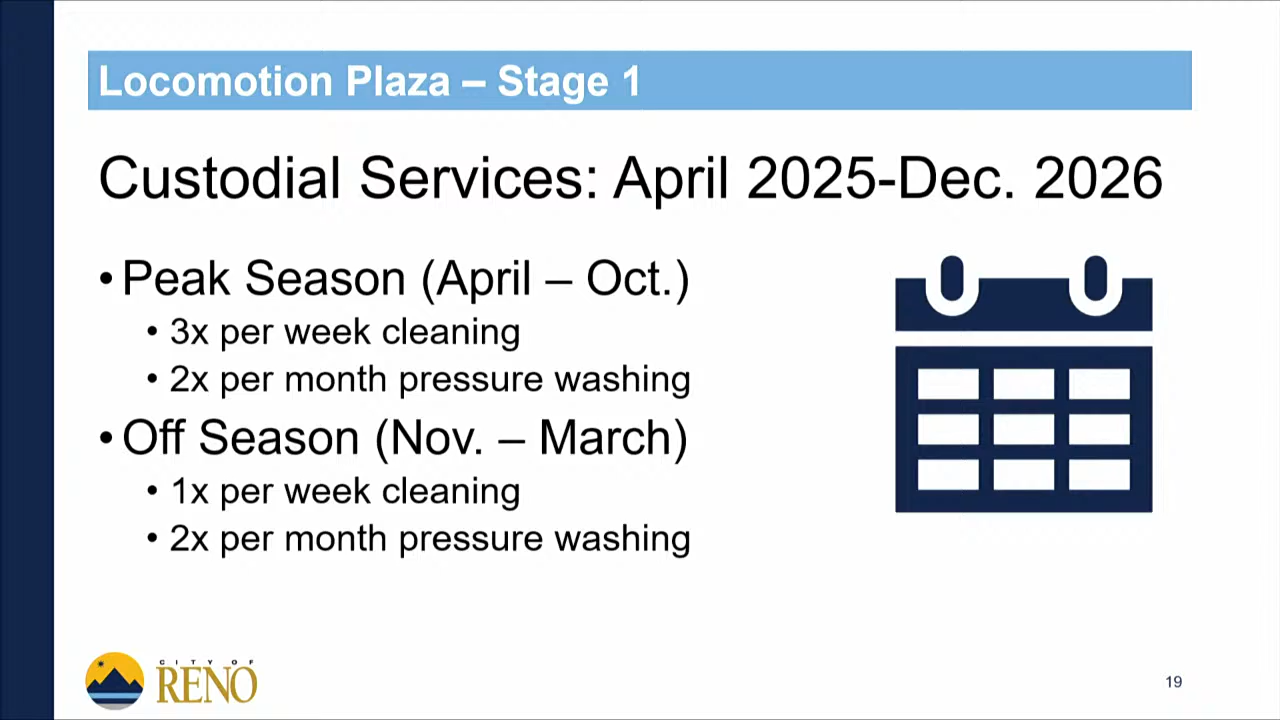 Locomotion Plaza – Stage 1
Custodial Services: April 2025-Dec. 2026
• Peak Season (April – Oct.)
• 3x per week cleaning
• 2x per month pressure washing
• Off Season (Nov. – March)
• 1x per week cleaning
• 2x per month pressure washing
CITY OF
RENO
19